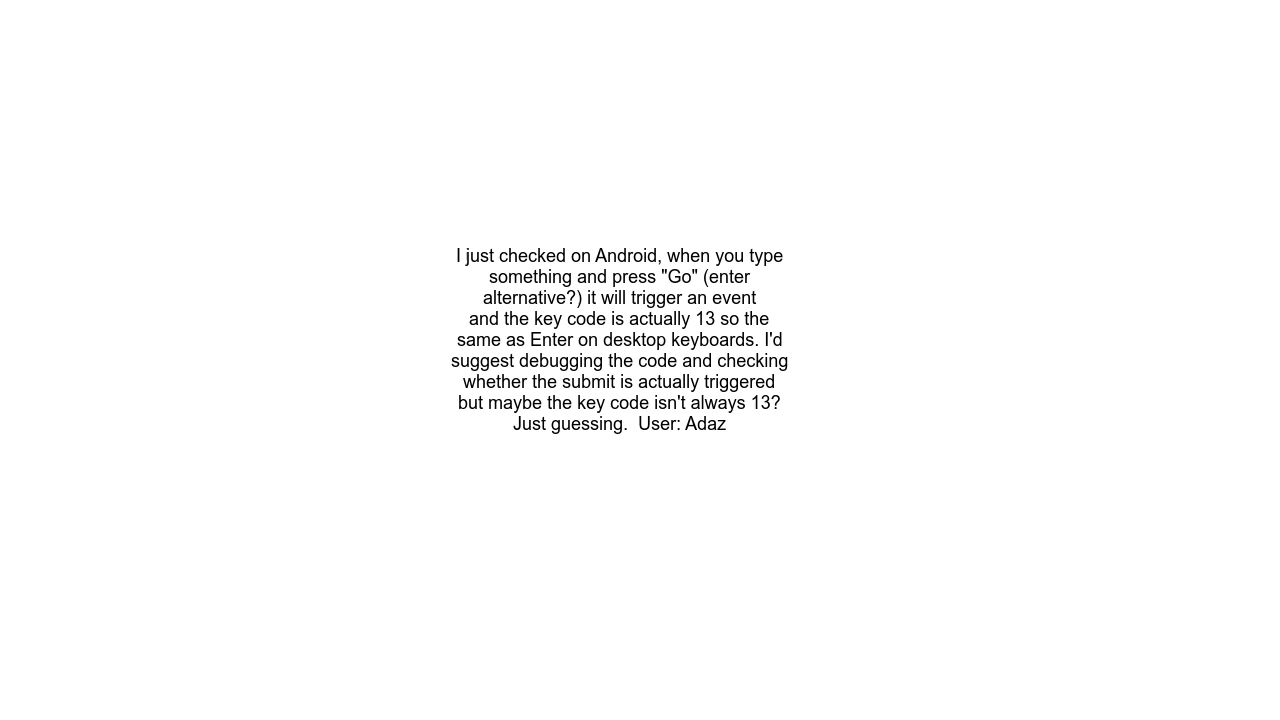 I just checked on Android, when you type
something and press "Go" (enter
alternative?) it will trigger an event
and the key code is actually 13 so the
same as Enter on desktop keyboards. I'd
suggest debugging the code and checking
whether the submit is actually triggered
but maybe the key code isn't always 13?
Just guessing.  User: Adaz